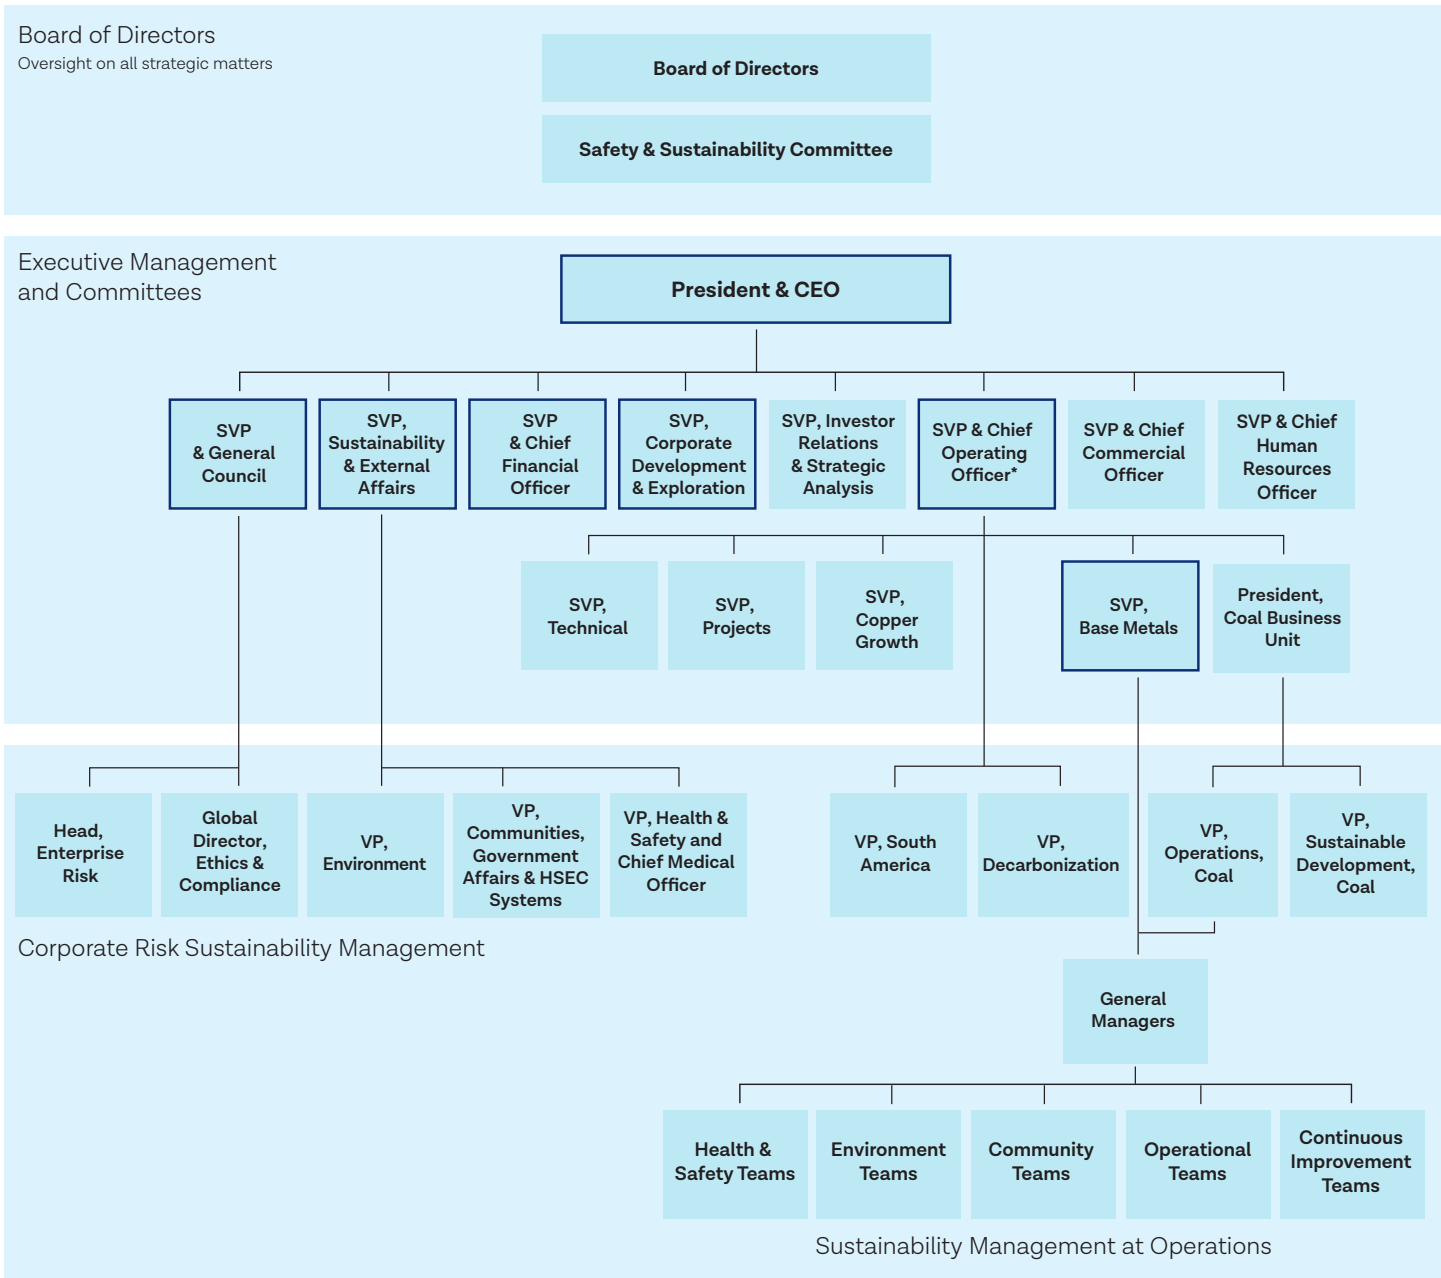 Board of Directors
Oversight on all strategic matters
Board of Directors
Safety & Sustainability Committee
Executive Management
and Committees
President & CEO
SVP
& General
Council
SVP,
Sustainability
& External
Affairs
SVP
& Chief
Financial
Officer
SVP,
Corporate
Development
& Exploration
SVP, Investor
Relations
& Strategic
Analysis
SVP & Chief
Operating
Officer*
SVP & Chief
Commercial
Officer
SVP & Chief
Human
Resources
Officer
SVP,
Technical
SVP,
Projects
SVP,
Copper
Growth
SVP,
Base Metals
President,
Coal Business
Unit
Head,
Enterprise
Risk
Global
Director,
Ethics &
Compliance
VP,
Environment
VP,
Communities,
Government
Affairs & HSEC
Systems
VP, Health &
Safety and
Chief Medical
Officer
VP, South
America
VP,
Decarbonization
VP,
Operations,
Coal
VP,
Sustainable
Development,
Coal
Corporate Risk Sustainability Management
General
Managers
Health &
Safety Teams
Environment
Teams
Community
Teams
Operational
Teams
Continuous
Improvement
Teams
Sustainability Management at Operations